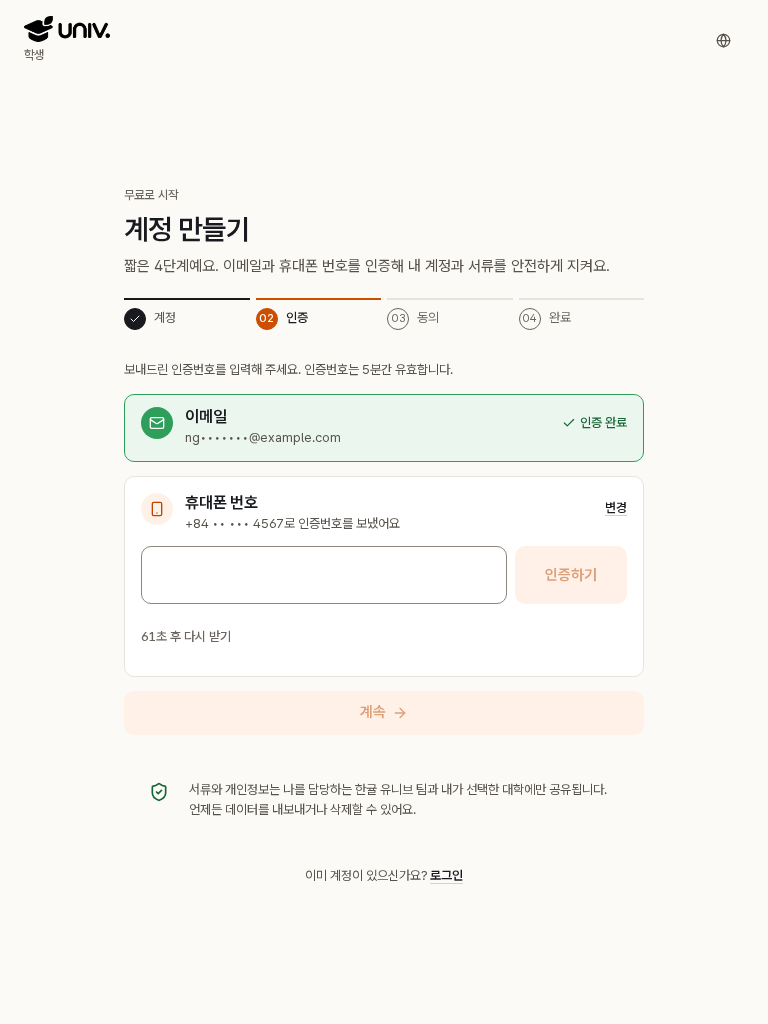 UNIV.
학생
무료로 시작
계정 만들기
짧은 4단계예요. 이메일과 휴대폰 번호를 인증해 내 계정과 서류를 안전하게 지켜요.
계정
02 인증
03 동의
04 완료
보내드린 인증번호를 입력해 주세요. 인증번호는 5분간 유효합니다.
이메일
ng•••••••@example.com
인증 완료
휴대폰 번호
+84 •• ••• 4567로 인증번호를 보냈어요
변경
인증하기
61초 후 다시 받기
계속 →
서류와 개인정보는 나를 담당하는 한귤 유니브 팀과 내가 선택한 대학에만 공유됩니다.
언제든 데이터를 내보내거나 삭제할 수 있어요.
이미 계정이 있으신가요? 로그인